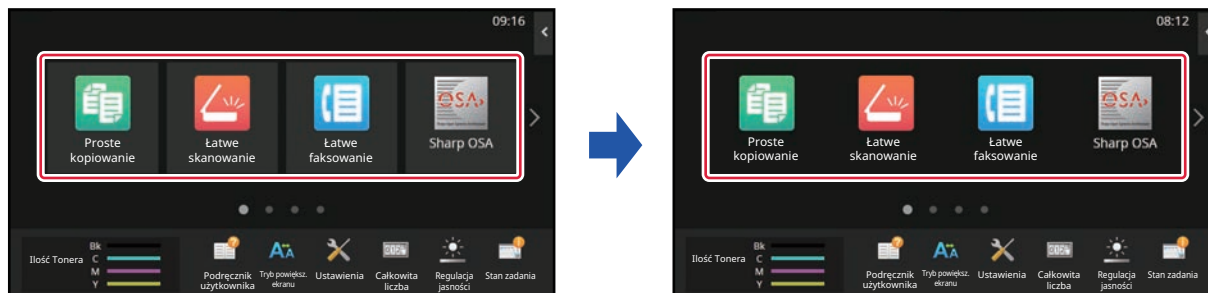 09:16
Proste
kopiowanie
Łatwe
skanowanie
Łatwe
faksowanie
OSA
Sharp OSA
Ilość Tonera
Bk
C
M
Y
Podręcznik
użytkownika
Tryb powiększ.
ekranu
Ustawienia
Całkowita
liczba
Regulacja
jasności
Stan zadania
08:12
Proste
kopiowanie
Łatwe
skanowanie
Łatwe
faksowanie
OSA
Sharp OSA
Ilość Tonera
Bk
C
M
Y
Podręcznik
użytkownika
Tryb powiększ.
ekranu
Ustawienia
Całkowita
liczba
Regulacja
jasności
Stan zadania